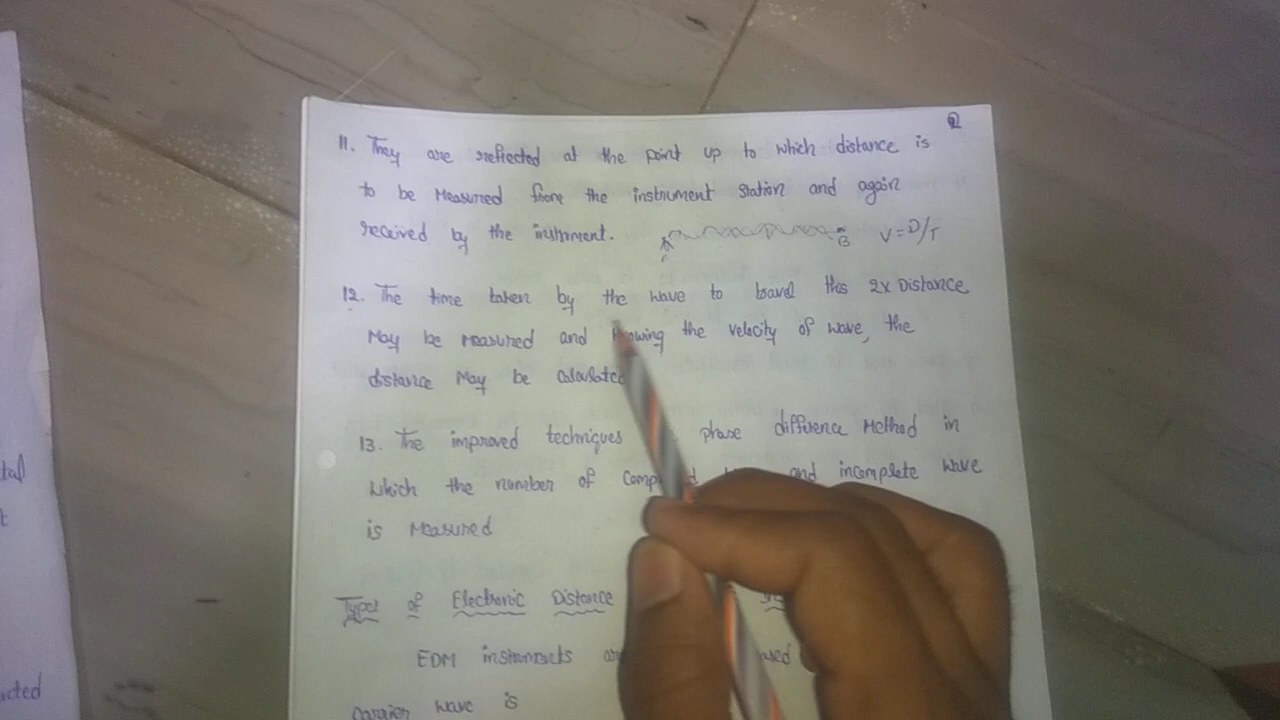 2
11. They are reflected at the point up to which distance is
to be Measured from the instrument station and again
received by the instrument. A B V=D/T
12. The time taken by the wave to travel this 2x Distance
May be Measured and knowing the velocity of wave, the
distance May be Calculated
13. The improved techniques phase difference Method in
Which the number of and incomplete wave
is Measured
Types of Electronic Distance
EDM instruments
carrier wave is